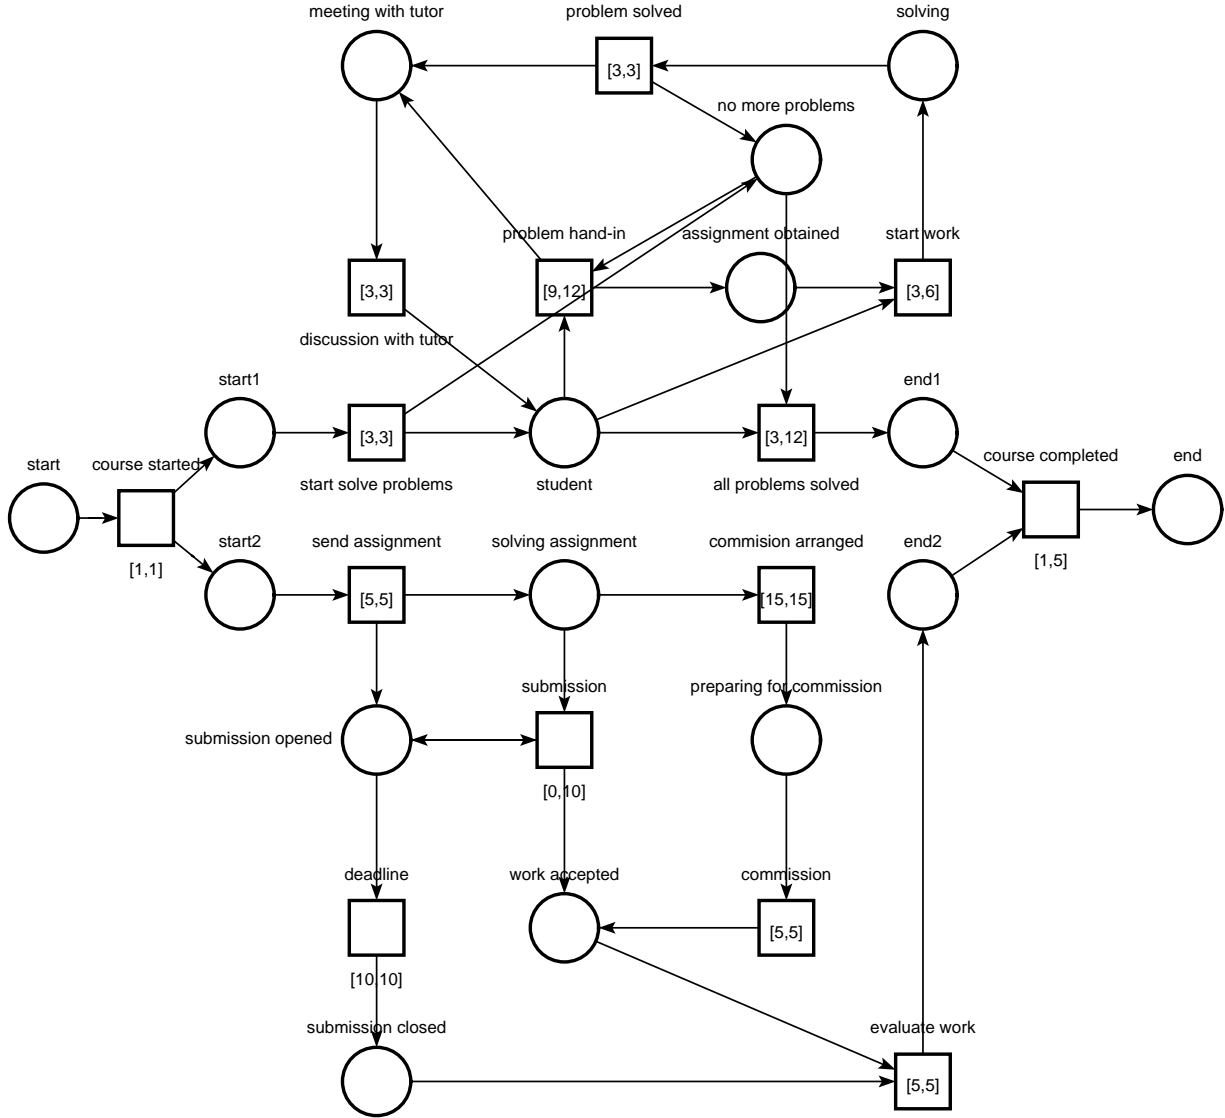 meeting with tutor
problem solved
solving
[3,3]
no more problems
problem hand-in
assignment obtained
start work
[3,3]
[9,12]
[3,6]
discussion with tutor
start1
end1
[3,3]
[3,12]
start
course started
course completed
end
start solve problems
student
all problems solved
start2
send assignment
solving assignment
commision arranged
end2
[1,1]
[1,5]
[5,5]
[15,15]
submission
preparing for commission
submission opened
[0,10]
deadline
work accepted
commission
[5,5]
[10,10]
submission closed
evaluate work
[5,5]